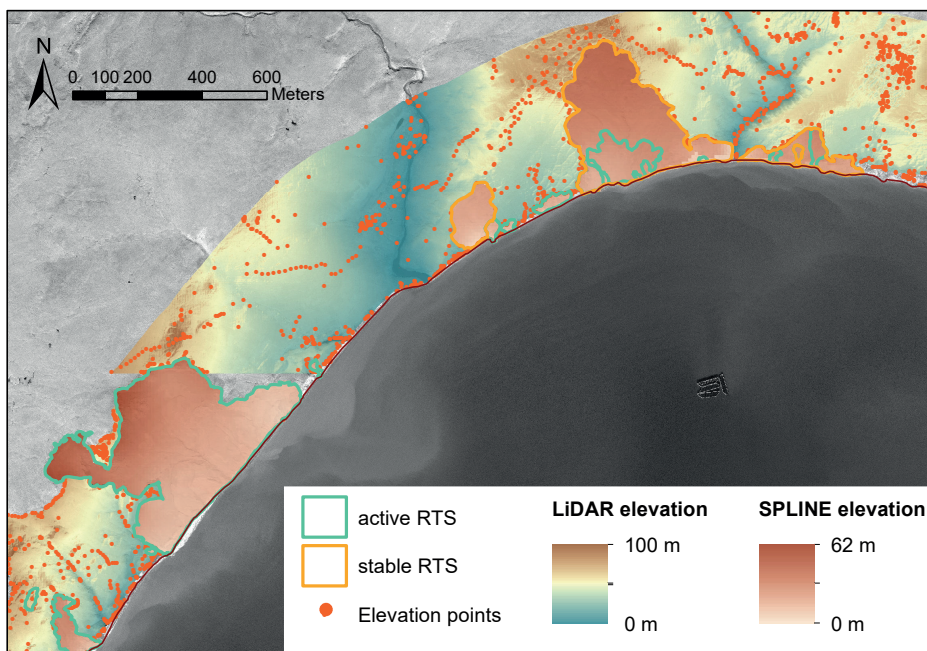 N
0 100 200 400 600
Meters
active RTS
stable RTS
Elevation points
LiDAR elevation
100 m
0 m
SPLINE elevation
62 m
0 m